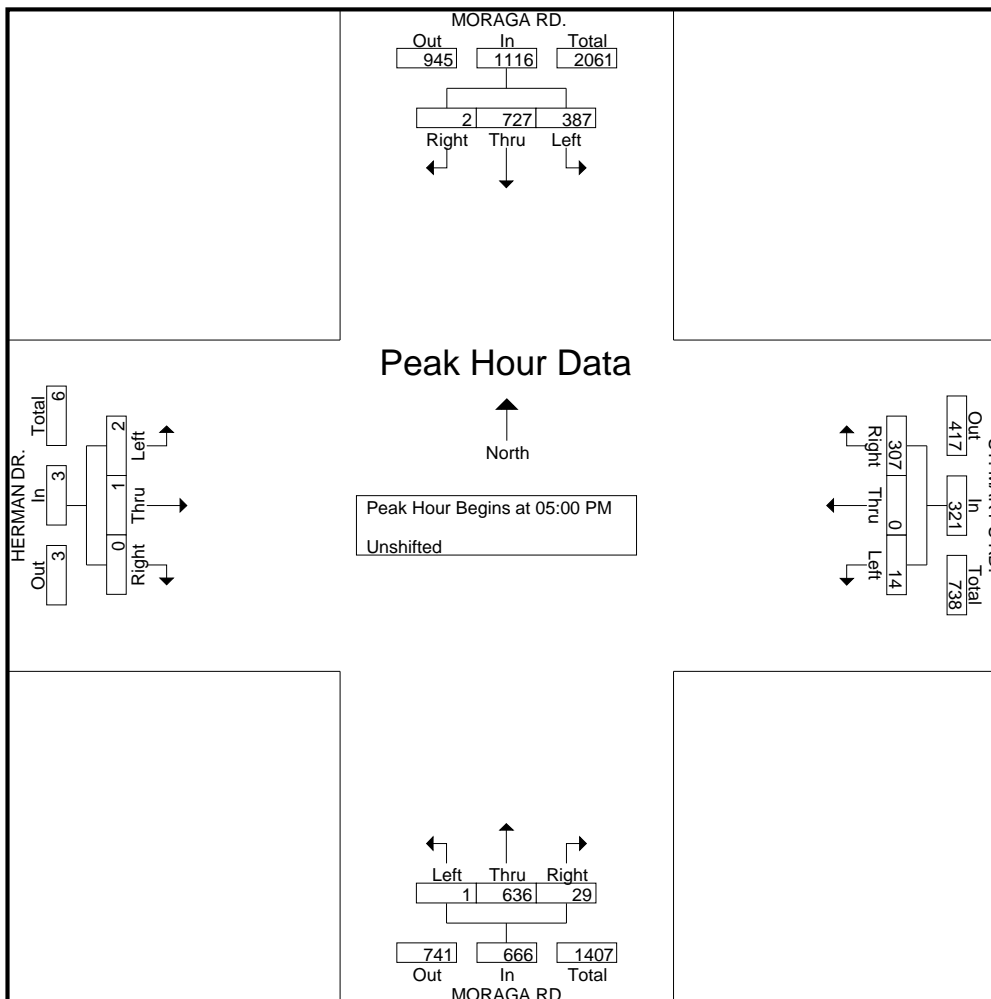 MORAGA RD.
Out In Total
945 1116 2061
2 727 387
Right Thru Left
Peak Hour Data
North
Peak Hour Begins at 05:00 PM
Unshifted
HERMAN DR.
Total In Out
6 3 3
2 1 0
Left Thru Right
Right Thru Left
307 0 14
417 321 738
Out In Total
Left Thru Right
1 636 29
741 666 1407
Out In Total
MORAGA RD.